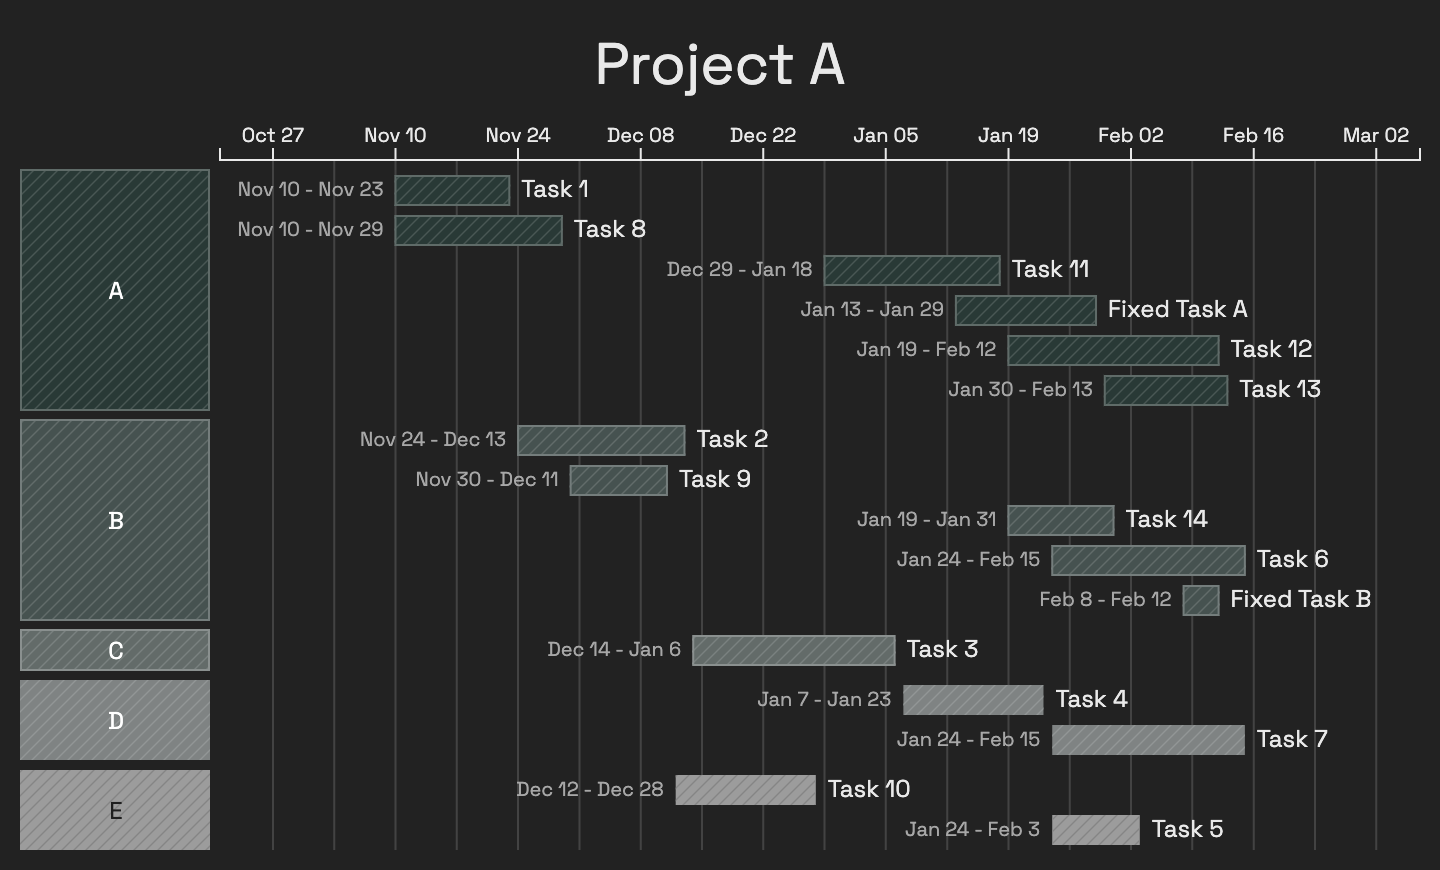 Project A
Oct 27 Nov 10 Nov 24 Dec 08 Dec 22 Jan 05 Jan 19 Feb 02 Feb 16 Mar 02
A
Nov 10 - Nov 23 Task 1
Nov 10 - Nov 29 Task 8
Dec 29 - Jan 18 Task 11
Jan 13 - Jan 29 Fixed Task A
Jan 19 - Feb 12 Task 12
Jan 30 - Feb 13 Task 13
B
Nov 24 - Dec 13 Task 2
Nov 30 - Dec 11 Task 9
Jan 19 - Jan 31 Task 14
Jan 24 - Feb 15 Task 6
Feb 8 - Feb 12 Fixed Task B
C
Dec 14 - Jan 6 Task 3
D
Jan 7 - Jan 23 Task 4
Jan 24 - Feb 15 Task 7
E
Dec 12 - Dec 28 Task 10
Jan 24 - Feb 3 Task 5